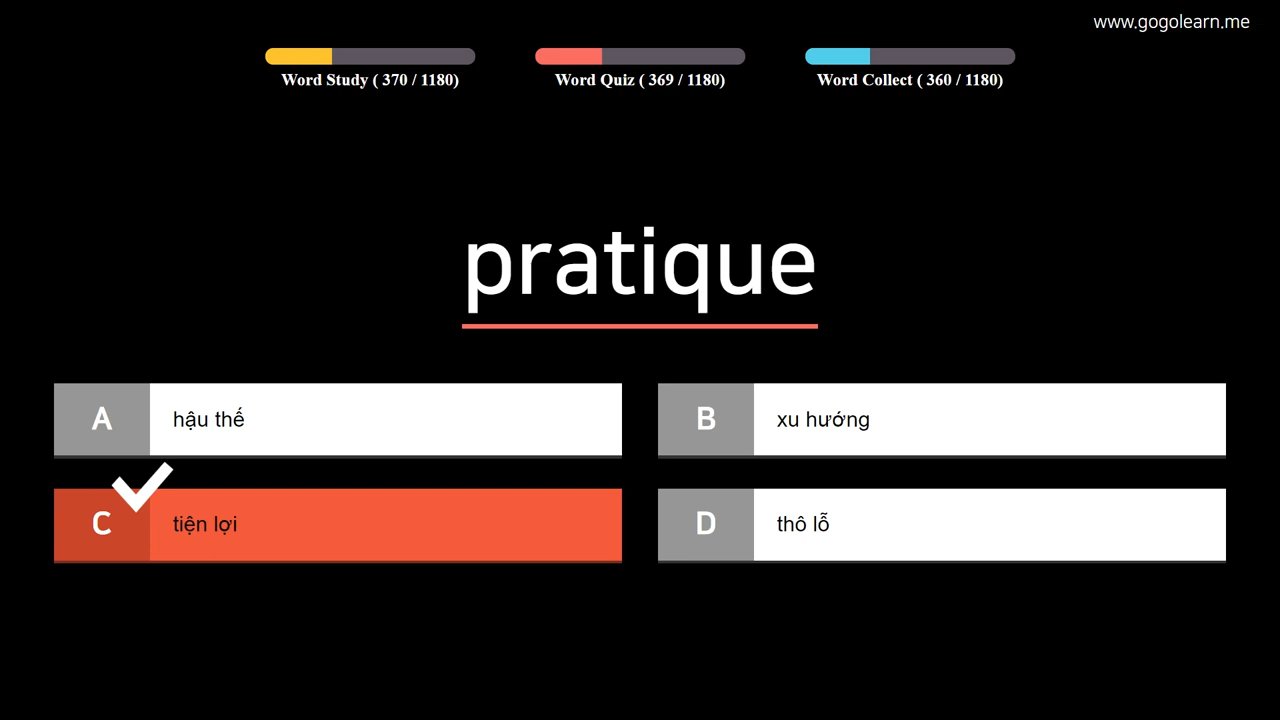 www.gogolearn.me
Word Study ( 370 / 1180)
Word Quiz ( 369 / 1180)
Word Collect ( 360 / 1180)
pratique
A hậu thế
B xu hướng
C tiện lợi
D thô lỗ